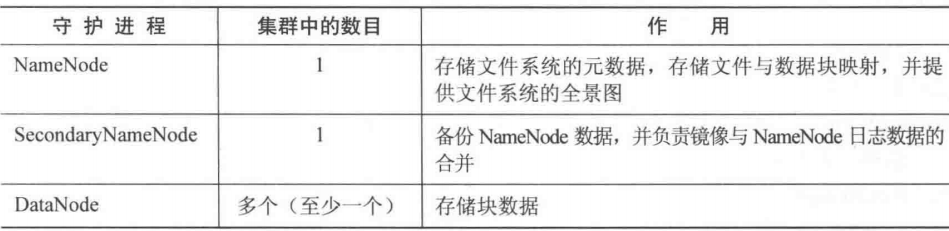 守护进程 集群中的数目 作用
NameNode 1 存储文件系统的元数据，存储文件与数据块映射，并提
供文件系统的全景图
SecondaryNameNode 1 备份 NameNode 数据，并负责镜像与 NameNode 日志数据的
合并
DataNode 多个（至少一个） 存储块数据